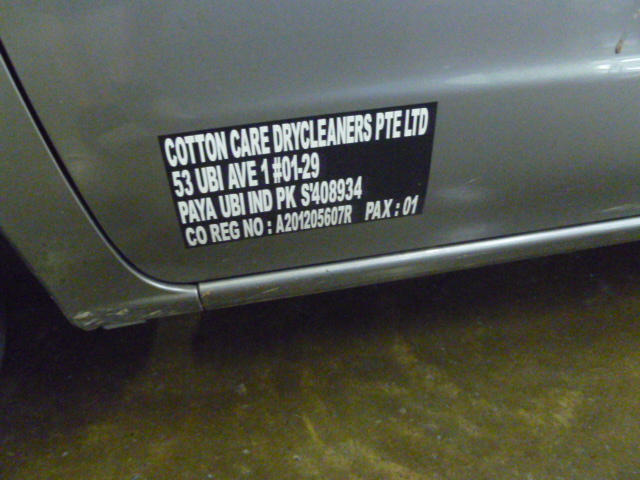 COTTON CARE DRYCLEANERS PTE LTD
53 UBI AVE 1 #01-29
PAYA UBI IND PK S'408934
CO REG NO : A201205607R PAX : 01